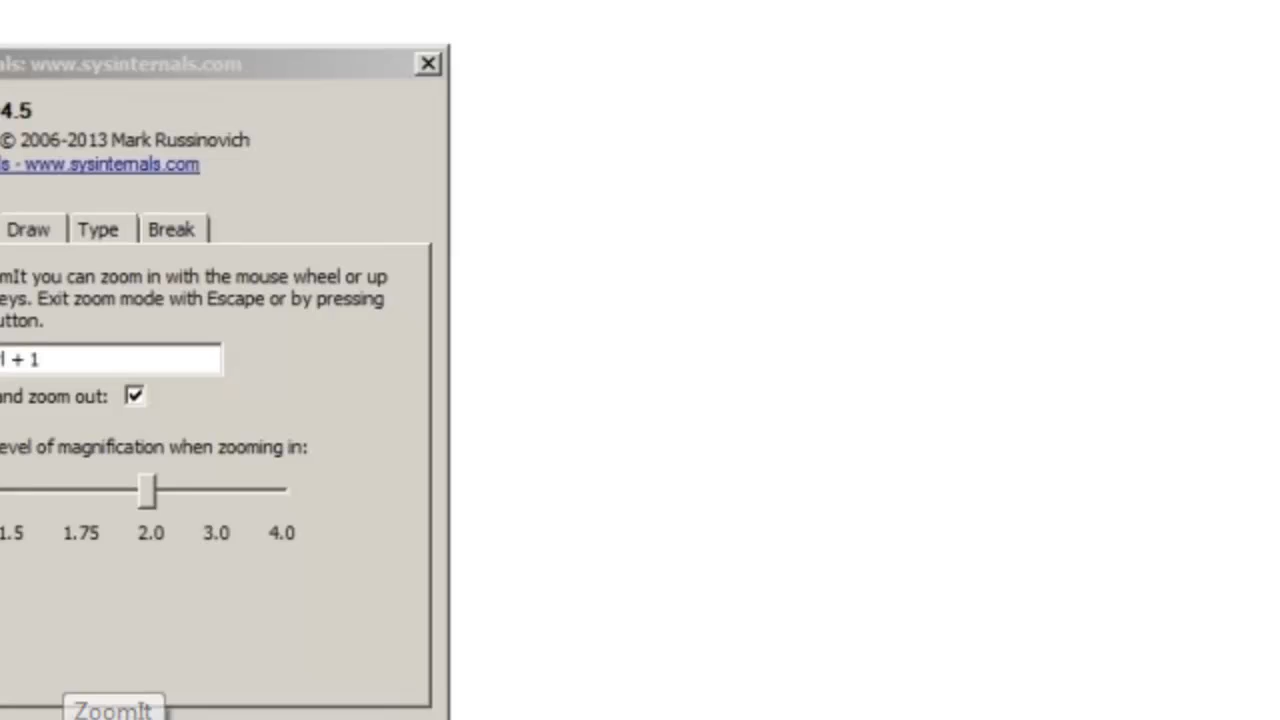 als: www.sysinternals.com
4.5
© 2006-2013 Mark Russinovich
ls - www.sysinternals.com
Draw Type Break
mIt you can zoom in with the mouse wheel or up
eys. Exit zoom mode with Escape or by pressing
utton.
l + 1
and zoom out:
evel of magnification when zooming in:
1.5 1.75 2.0 3.0 4.0
ZoomIt